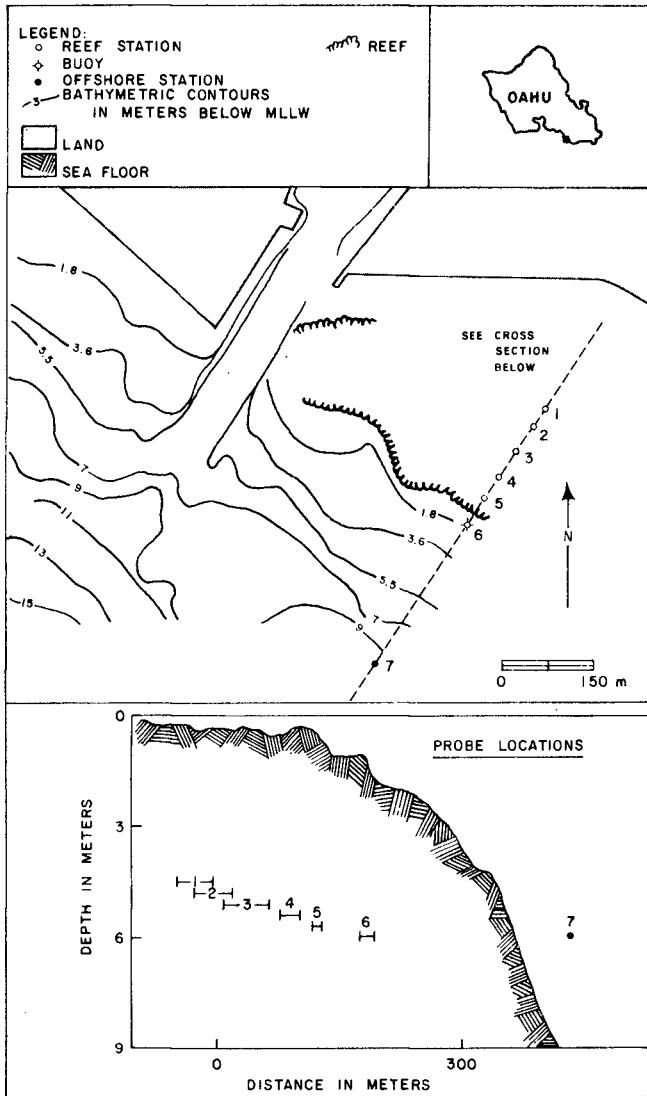 LEGEND:
REEF STATION
REEF
BUOY
OFFSHORE STATION
3 BATHYMETRIC CONTOURS
IN METERS BELOW MLLW
LAND
SEA FLOOR
OAHU
1.8
3.6
5.5
7
9
11
13
15
SEE CROSS
SECTION
BELOW
1
2
3
4
5
6
1.8
3.6
5.5
7
9
7
N
0 150 m
PROBE LOCATIONS
0
3
6
9
DEPTH IN METERS
1
2
3
4
5
6
7
0 300
DISTANCE IN METERS